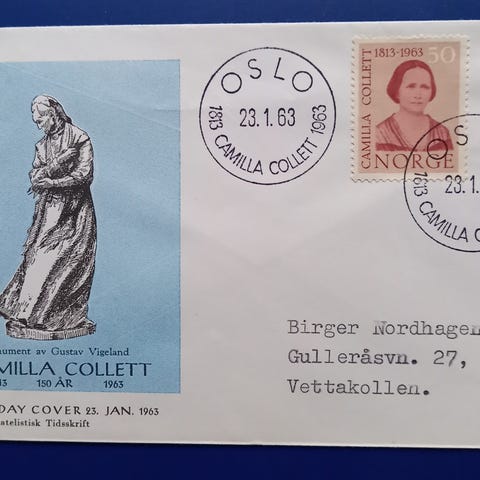 OSLO
23.1.63
1813 CAMILLA COLLETT 1963
1813-1963 50
CAMILLA COLLETT
NORGE
OS
23.1.
1813 CAMILLA C
nument av Gustav Vigeland
MILLA COLLETT
13 150 ÅR 1963
DAY COVER 23. JAN. 1963
atelistisk Tidsskrift
Birger Nordhagen
Gulleråsvn. 27,
Vettakollen.